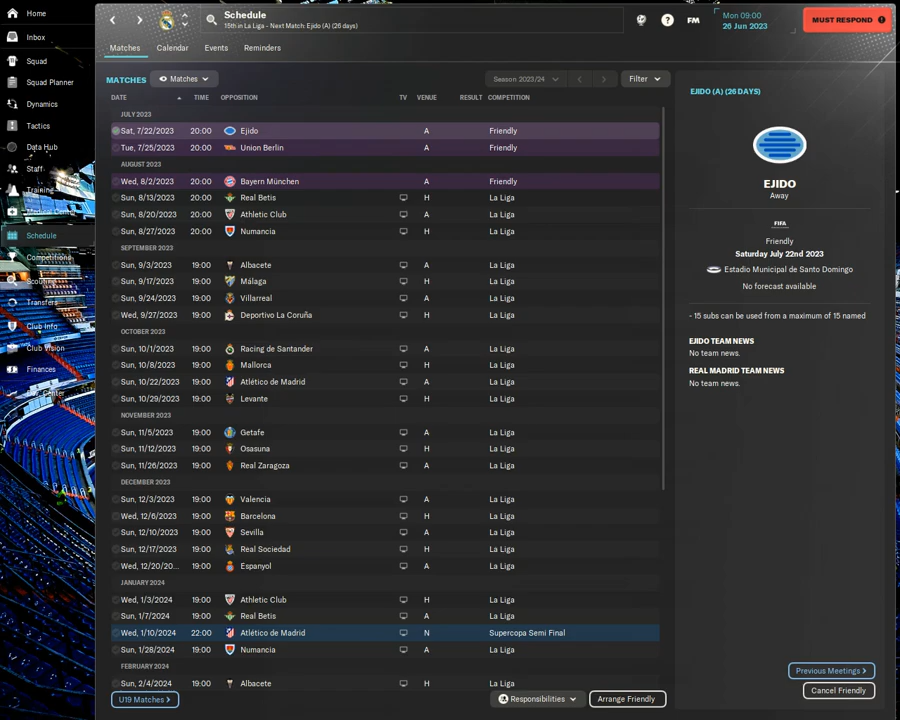 Home
Inbox
Squad
Squad Planner
Dynamics
Tactics
Data Hub
Staff
Training
Schedule
Competitions
Scouting
Transfers
Club Info
Club Vision
Finances
Schedule
15th in La Liga - Next Match: Ejido (A) (26 days)
?
FM
Mon 09:00
26 Jun 2023
MUST RESPOND
Matches Calendar Events Reminders
MATCHES Matches Season 2023/24 Filter
DATE TIME OPPOSITION TV VENUE RESULT COMPETITION
JULY 2023
Sat, 7/22/2023 20:00 Ejido A Friendly
Tue, 7/25/2023 20:00 Union Berlin A Friendly
AUGUST 2023
Wed, 8/2/2023 20:00 Bayern München A Friendly
Sun, 8/13/2023 20:00 Real Betis H La Liga
Sun, 8/20/2023 20:00 Athletic Club A La Liga
Sun, 8/27/2023 20:00 Numancia H La Liga
SEPTEMBER 2023
Sun, 9/3/2023 19:00 Albacete A La Liga
Sun, 9/17/2023 19:00 Málaga H La Liga
Sun, 9/24/2023 19:00 Villarreal A La Liga
Wed, 9/27/2023 19:00 Deportivo La Coruña H La Liga
OCTOBER 2023
Sun, 10/1/2023 19:00 Racing de Santander A La Liga
Sun, 10/8/2023 19:00 Mallorca H La Liga
Sun, 10/22/2023 19:00 Atlético de Madrid A La Liga
Sun, 10/29/2023 19:00 Levante H La Liga
NOVEMBER 2023
Sun, 11/5/2023 19:00 Getafe A La Liga
Sun, 11/12/2023 19:00 Osasuna H La Liga
Sun, 11/26/2023 19:00 Real Zaragoza A La Liga
DECEMBER 2023
Sun, 12/3/2023 19:00 Valencia A La Liga
Wed, 12/6/2023 19:00 Barcelona H La Liga
Sun, 12/10/2023 19:00 Sevilla A La Liga
Sun, 12/17/2023 19:00 Real Sociedad H La Liga
Wed, 12/20/20... 19:00 Espanyol A La Liga
JANUARY 2024
Wed, 1/3/2024 19:00 Athletic Club H La Liga
Sun, 1/7/2024 19:00 Real Betis A La Liga
Wed, 1/10/2024 22:00 Atlético de Madrid N Supercopa Semi Final
Sun, 1/28/2024 19:00 Numancia A La Liga
FEBRUARY 2024
Sun, 2/4/2024 19:00 Albacete H La Liga
U19 Matches > Responsibilities Arrange Friendly
EJIDO (A) (26 DAYS)
EJIDO
Away
FIFA
Friendly
Saturday July 22nd 2023
Estadio Municipal de Santo Domingo
No forecast available
- 15 subs can be used from a maximum of 15 named
EJIDO TEAM NEWS
No team news.
REAL MADRID TEAM NEWS
No team news.
Previous Meetings >
Cancel Friendly